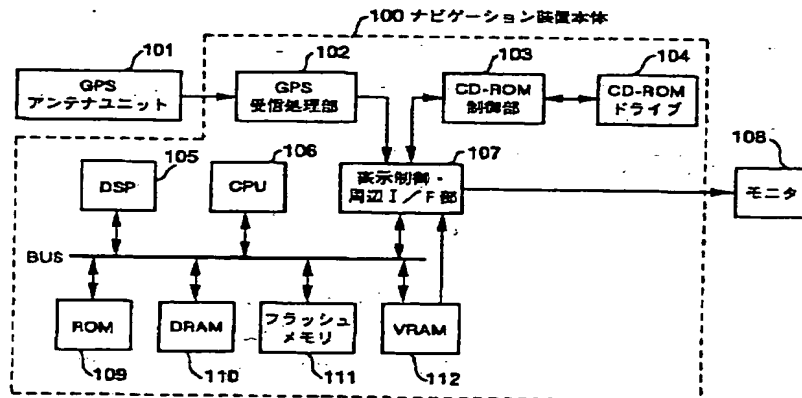 100 ナビゲーション装置本体
101
GPS
アンテナユニット
102
GPS
受信処理部
103
CD-ROM
制御部
104
CD-ROM
ドライブ
105
DSP
106
CPU
107
表示制御・
周辺I/F部
108
モニタ
BUS
ROM
109
DRAM
110
フラッシュ
メモリ
111
VRAM
112